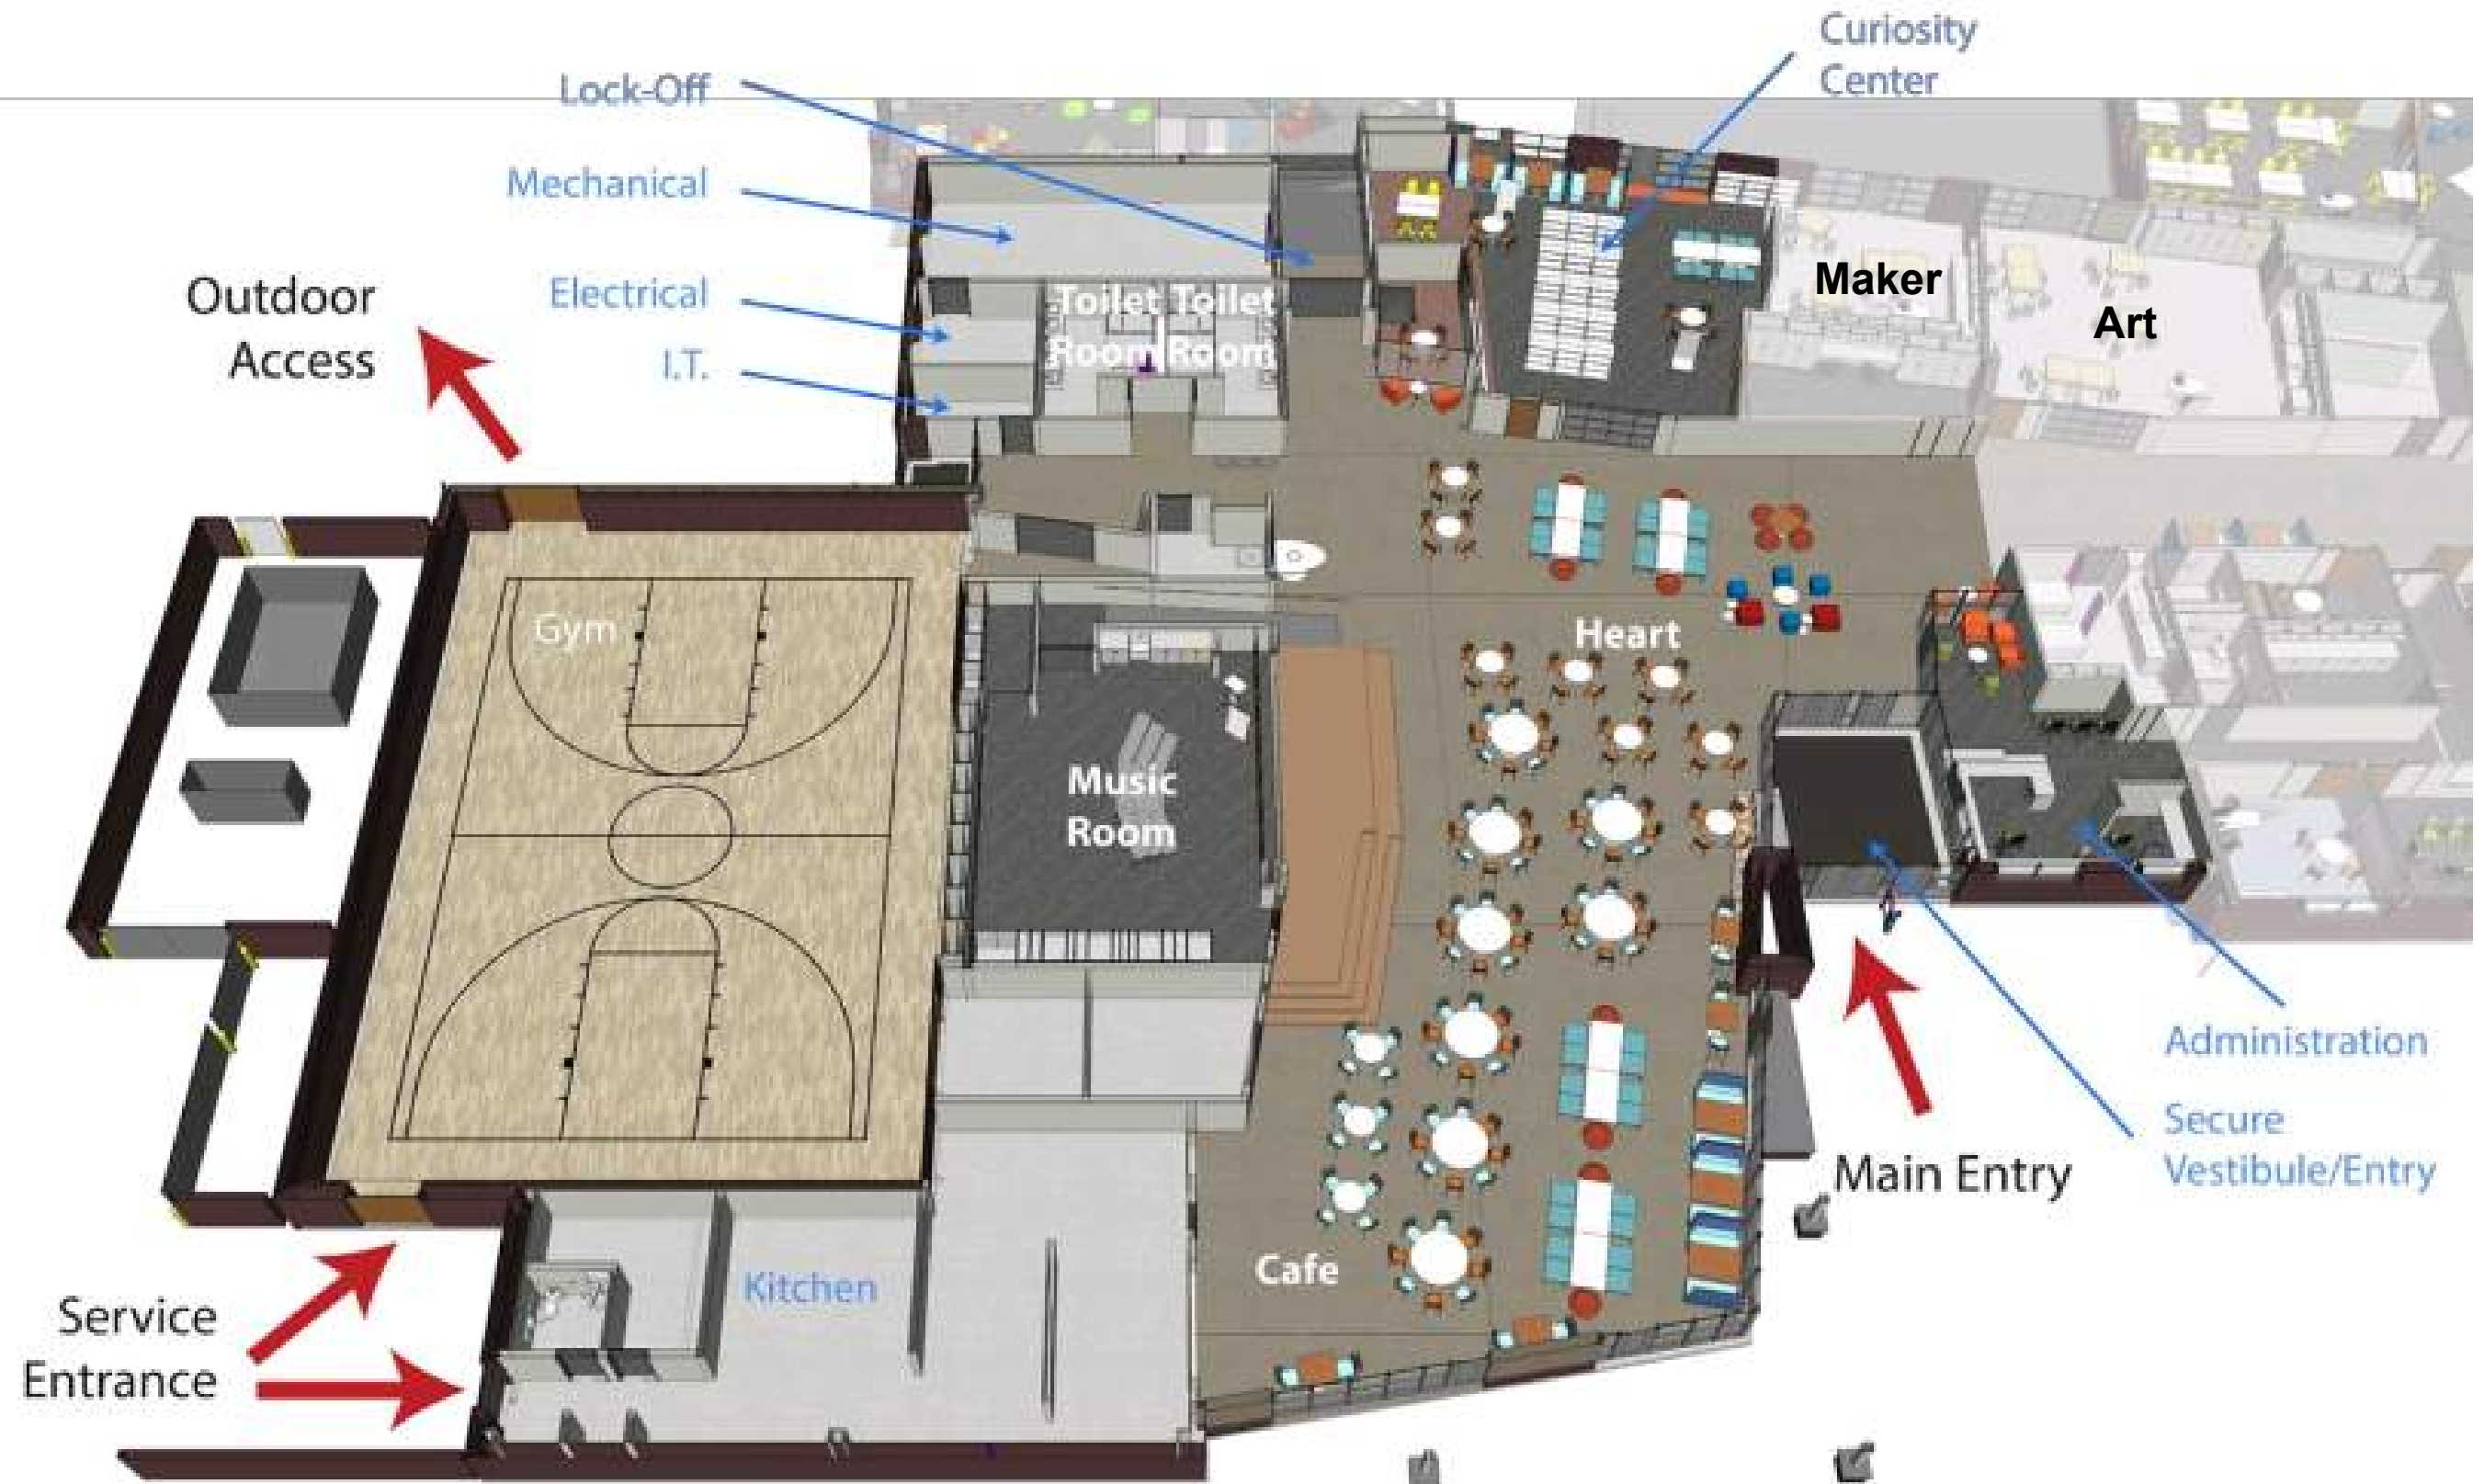 Curiosity
Center
Lock-Off
Mechanical
Electrical
I.T.
Outdoor
Access
Toilet Toilet
Room Room
Maker
Art
Gym
Heart
Music
Room
Administration
Secure
Vestibule/Entry
Main Entry
Cafe
Kitchen
Service
Entrance